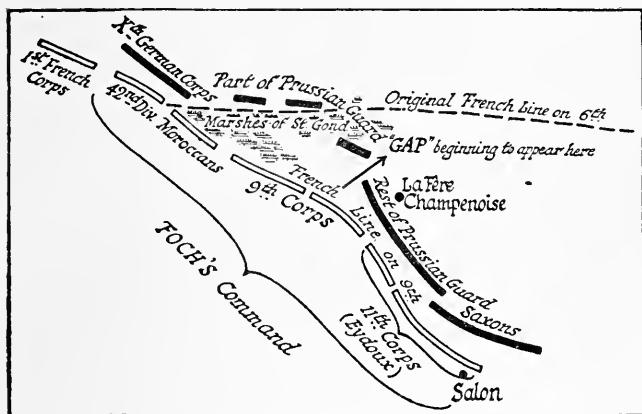 Xth German Corps
1st French
Corps
Part of Prussian Guard
Original French Line on 6th
42nd Div.
Maroccans
Marshes of St. Gond
"GAP" beginning to appear here
9th Corps
French Line on 9th
La Fère
Champenoise
Rest of Prussian Guard
Saxons
FOCH's Command
11th Corps
(Eydoux)
Salon